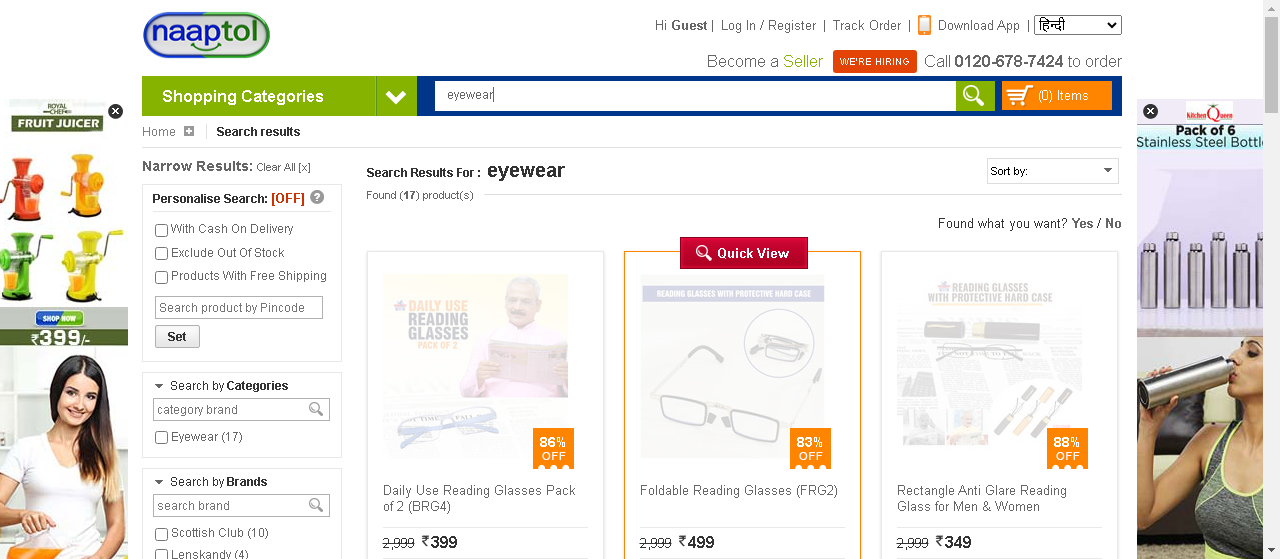 naaptol
Hi Guest | Log In / Register | Track Order | Download App | हिन्दी
Become a Seller WE'RE HIRING Call 0120-678-7424 to order
Shopping Categories
eyewear
(0) Items
Home Search results
ROYAL CHEF
FRUIT JUICER
SHOP NOW
₹399/-
Kitchen Queen
Pack of 6
Stainless Steel Bottl
Narrow Results: Clear All [x]
Personalise Search: [OFF] ?
With Cash On Delivery
Exclude Out Of Stock
Products With Free Shipping
Search product by Pincode
Set
Search by Categories
category brand
Eyewear (17)
Search by Brands
search brand
Scottish Club (10)
Lenskandy (4)
Search Results For : eyewear
Sort by:
Found (17) product(s)
Found what you want? Yes / No
DAILY USE
READING
GLASSES
PACK OF 2
86% OFF
Daily Use Reading Glasses Pack
of 2 (BRG4)
2,999 ₹399
Quick View
READING GLASSES WITH PROTECTIVE HARD CASE
83% OFF
Foldable Reading Glasses (FRG2)
2,999 ₹499
READING GLASSES
WITH PROTECTIVE HARD CASE
88% OFF
Rectangle Anti Glare Reading
Glass for Men & Women
2,999 ₹349